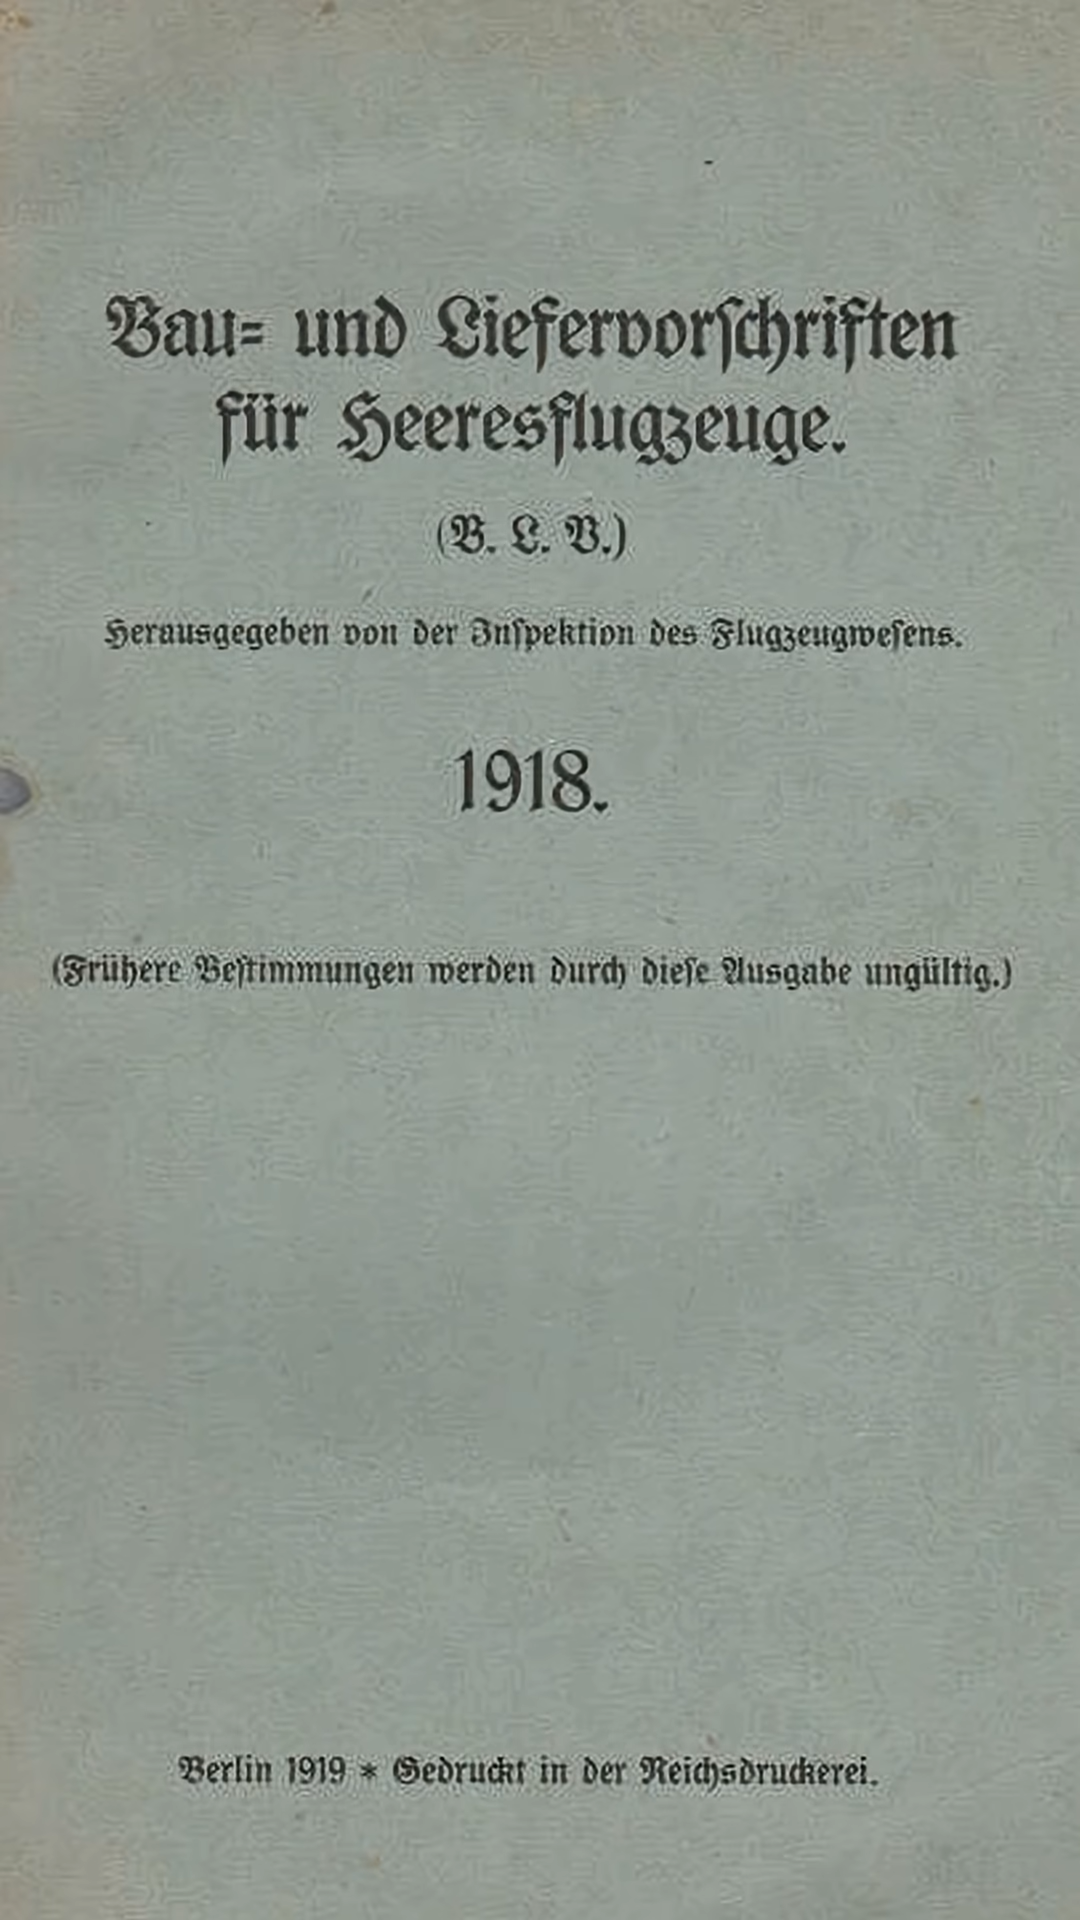 Bau= und Liefervorschriften
für Heeresflugzeuge.
(B. L. V.)
Herausgegeben von der Inspektion des Flugzeugwesens.
1918.
(Frühere Bestimmungen werden durch diese Ausgabe ungültig.)
Berlin 1919 * Gedruckt in der Reichsdruckerei.